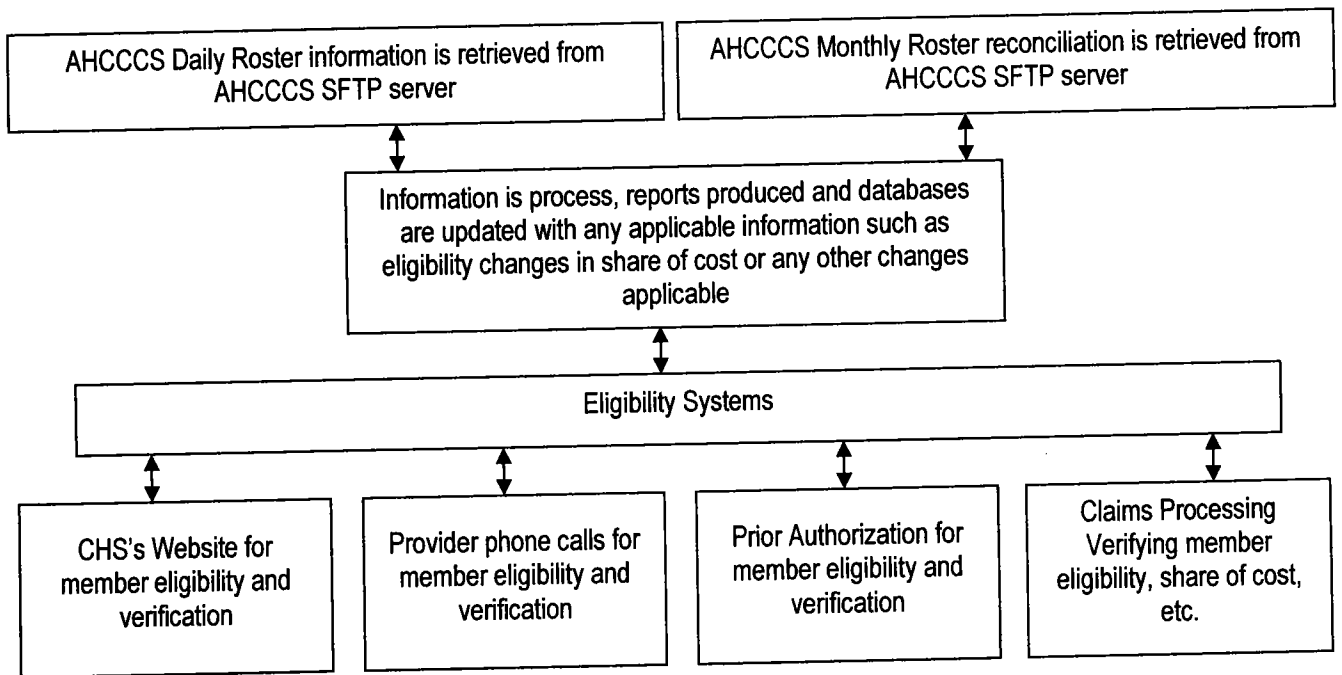 AHCCCS Daily Roster information is retrieved from
AHCCCS SFTP server
AHCCCS Monthly Roster reconciliation is retrieved from
AHCCCS SFTP server
Information is process, reports produced and databases
are updated with any applicable information such as
eligibility changes in share of cost or any other changes
applicable
Eligibility Systems
CHS's Website for
member eligibility and
verification
Provider phone calls for
member eligibility and
verification
Prior Authorization for
member eligibility and
verification
Claims Processing
Verifying member
eligibility, share of cost,
etc.